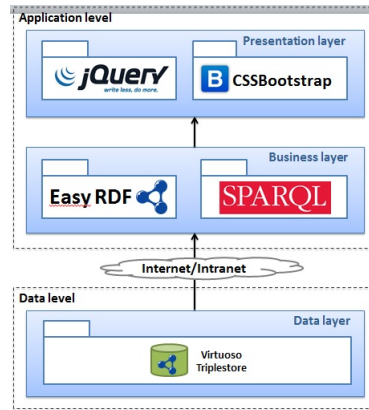 Application level
Presentation layer
jQuery
write less, do more.
B CSSBootstrap
Business layer
Easy RDF
SPARQL
Internet/Intranet
Data level
Data layer
Virtuoso
Triplestore